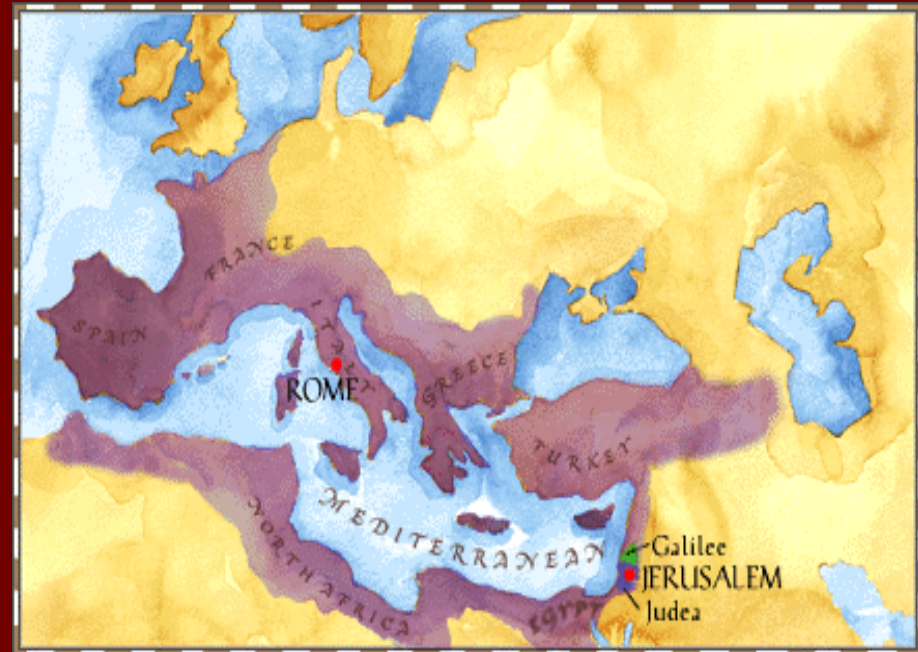 FRANCE
SPAIN
ITALY
ROME
GREECE
TURKEY
MEDITERRANEAN
NORTH AFRICA
EGYPT
Galilee
JERUSALEM
Judea